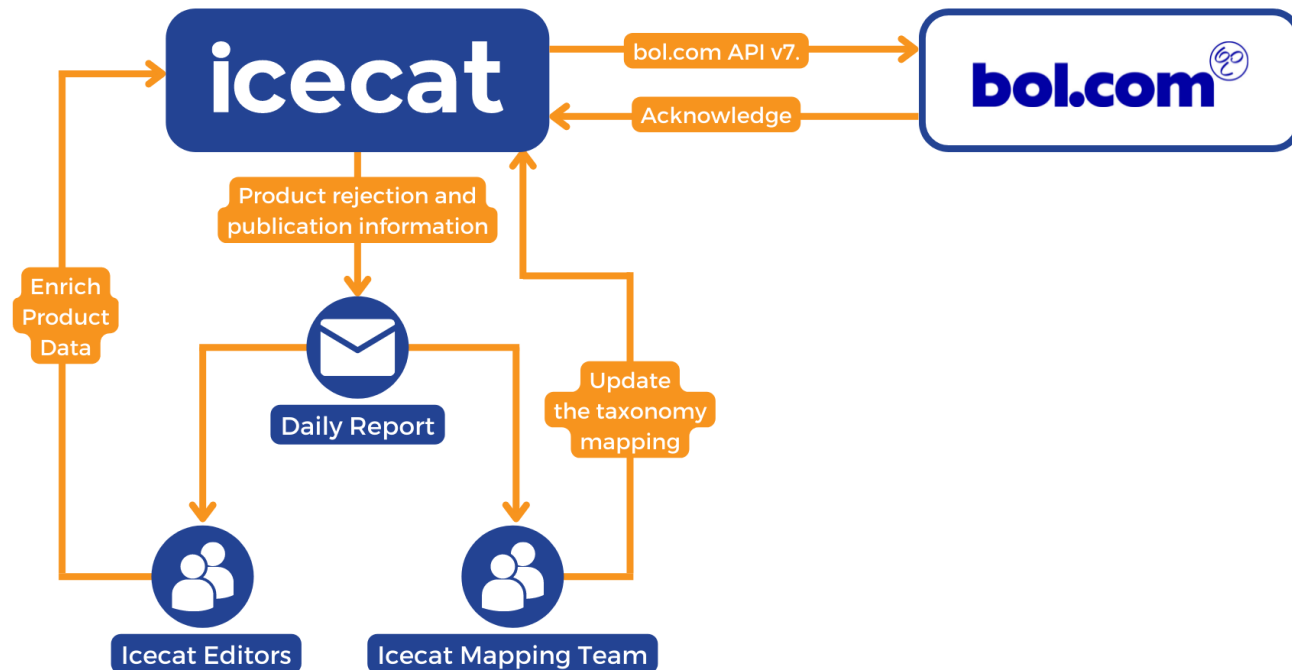 icecat
bol.com API v7.
bol.com
Acknowledge
Product rejection and
publication information
Enrich
Product
Data
Update
the taxonomy
mapping
Daily Report
Icecat Editors
Icecat Mapping Team